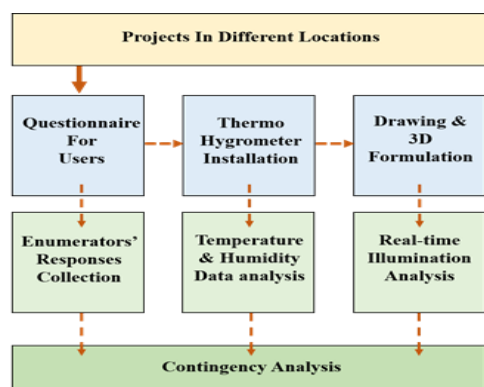 Projects In Different Locations
Questionnaire
For
Users
Thermo
Hygrometer
Installation
Drawing &
3D
Formulation
Enumerators’
Responses
Collection
Temperature
& Humidity
Data analysis
Real-time
Illumination
Analysis
Contingency Analysis